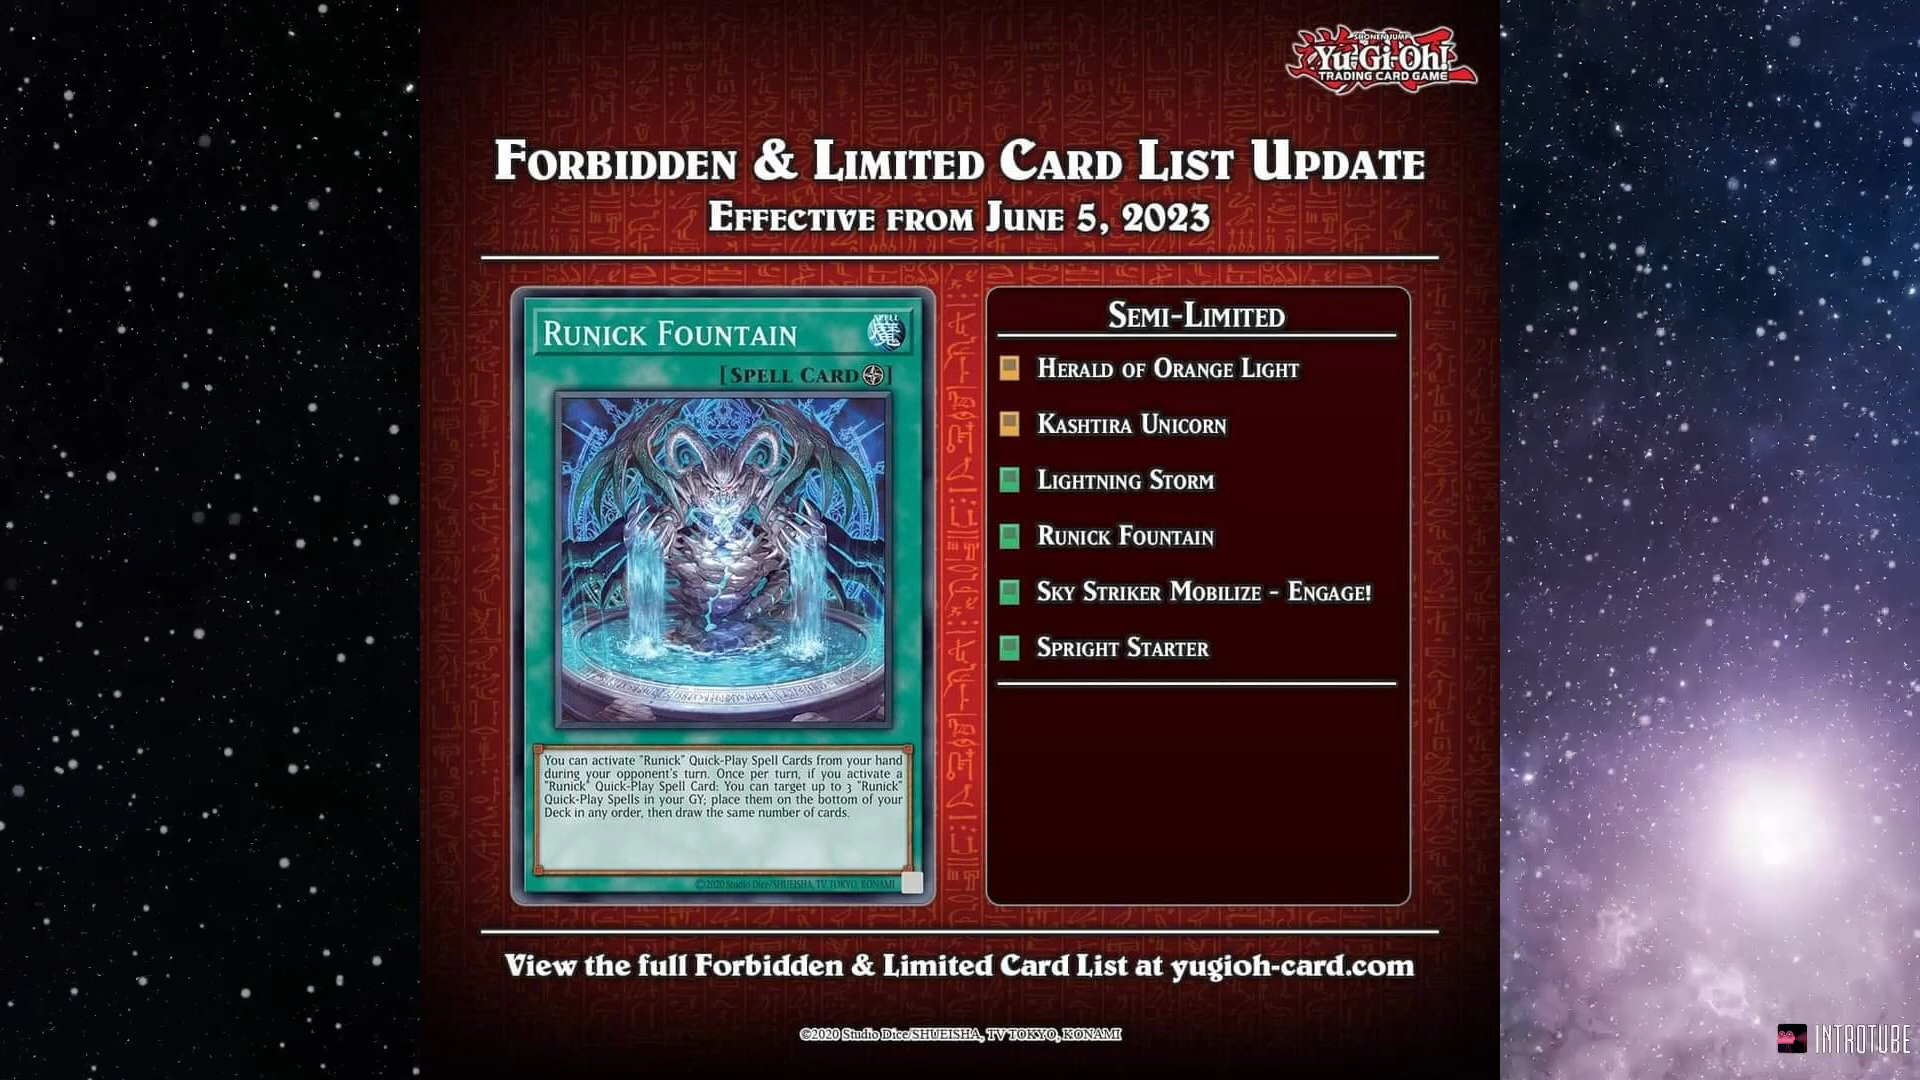 SHONEN JUMP
Yu-Gi-Oh!
TRADING CARD GAME
FORBIDDEN & LIMITED CARD LIST UPDATE
EFFECTIVE FROM JUNE 5, 2023
RUNICK FOUNTAIN
SPELL
魔
[SPELL CARD]
You can activate "Runick" Quick-Play Spell Cards from your hand
during your opponent's turn. Once per turn, if you activate a
"Runick" Quick-Play Spell Card: You can target up to 3 "Runick"
Quick-Play Spells in your GY; place them on the bottom of your
Deck in any order, then draw the same number of cards.
©2020 Studio Dice/SHUEISHA, TV TOKYO, KONAMI
SEMI-LIMITED
HERALD OF ORANGE LIGHT
KASHTIRA UNICORN
LIGHTNING STORM
RUNICK FOUNTAIN
SKY STRIKER MOBILIZE - ENGAGE!
SPRIGHT STARTER
View the full Forbidden & Limited Card List at yugioh-card.com
©2020 Studio Dice/SHUEISHA, TV TOKYO, KONAMI
INTROTUBE